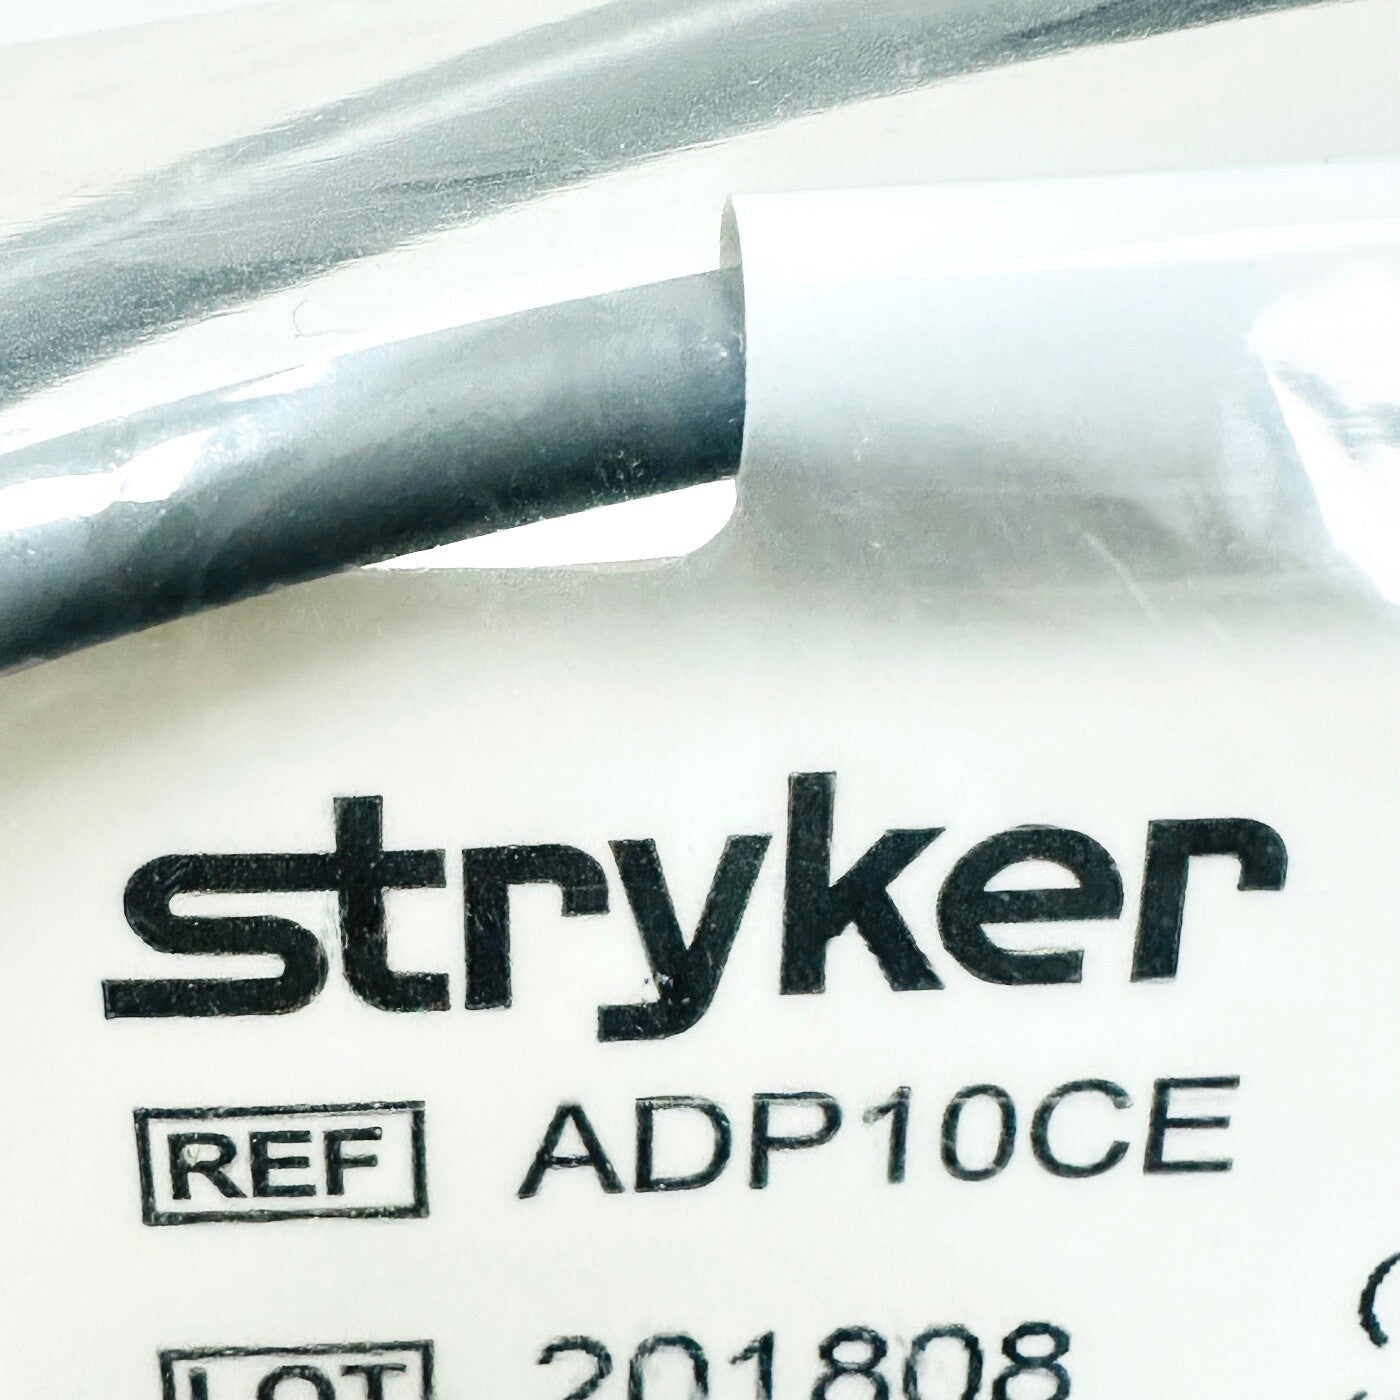 stryker
REF ADP10CE
LOT 201808